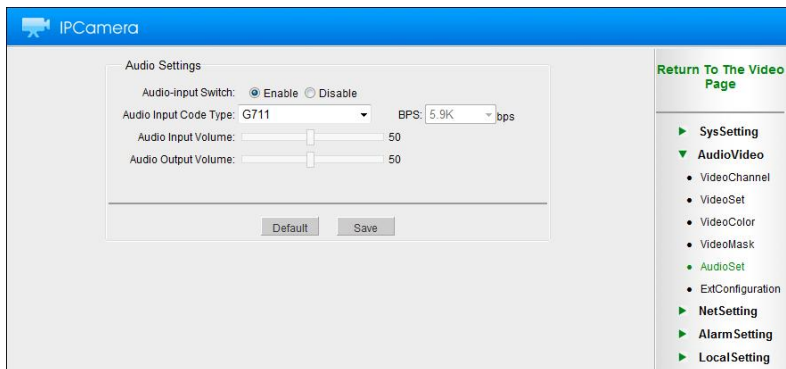 IPCamera
Audio Settings
Audio-input Switch: Enable Disable
Audio Input Code Type: G711 BPS: 5.9K bps
Audio Input Volume: 50
Audio Output Volume: 50
Default Save
Return To The Video
Page
SysSetting
AudioVideo
VideoChannel
VideoSet
VideoColor
VideoMask
AudioSet
ExtConfiguration
NetSetting
AlarmSetting
LocalSetting